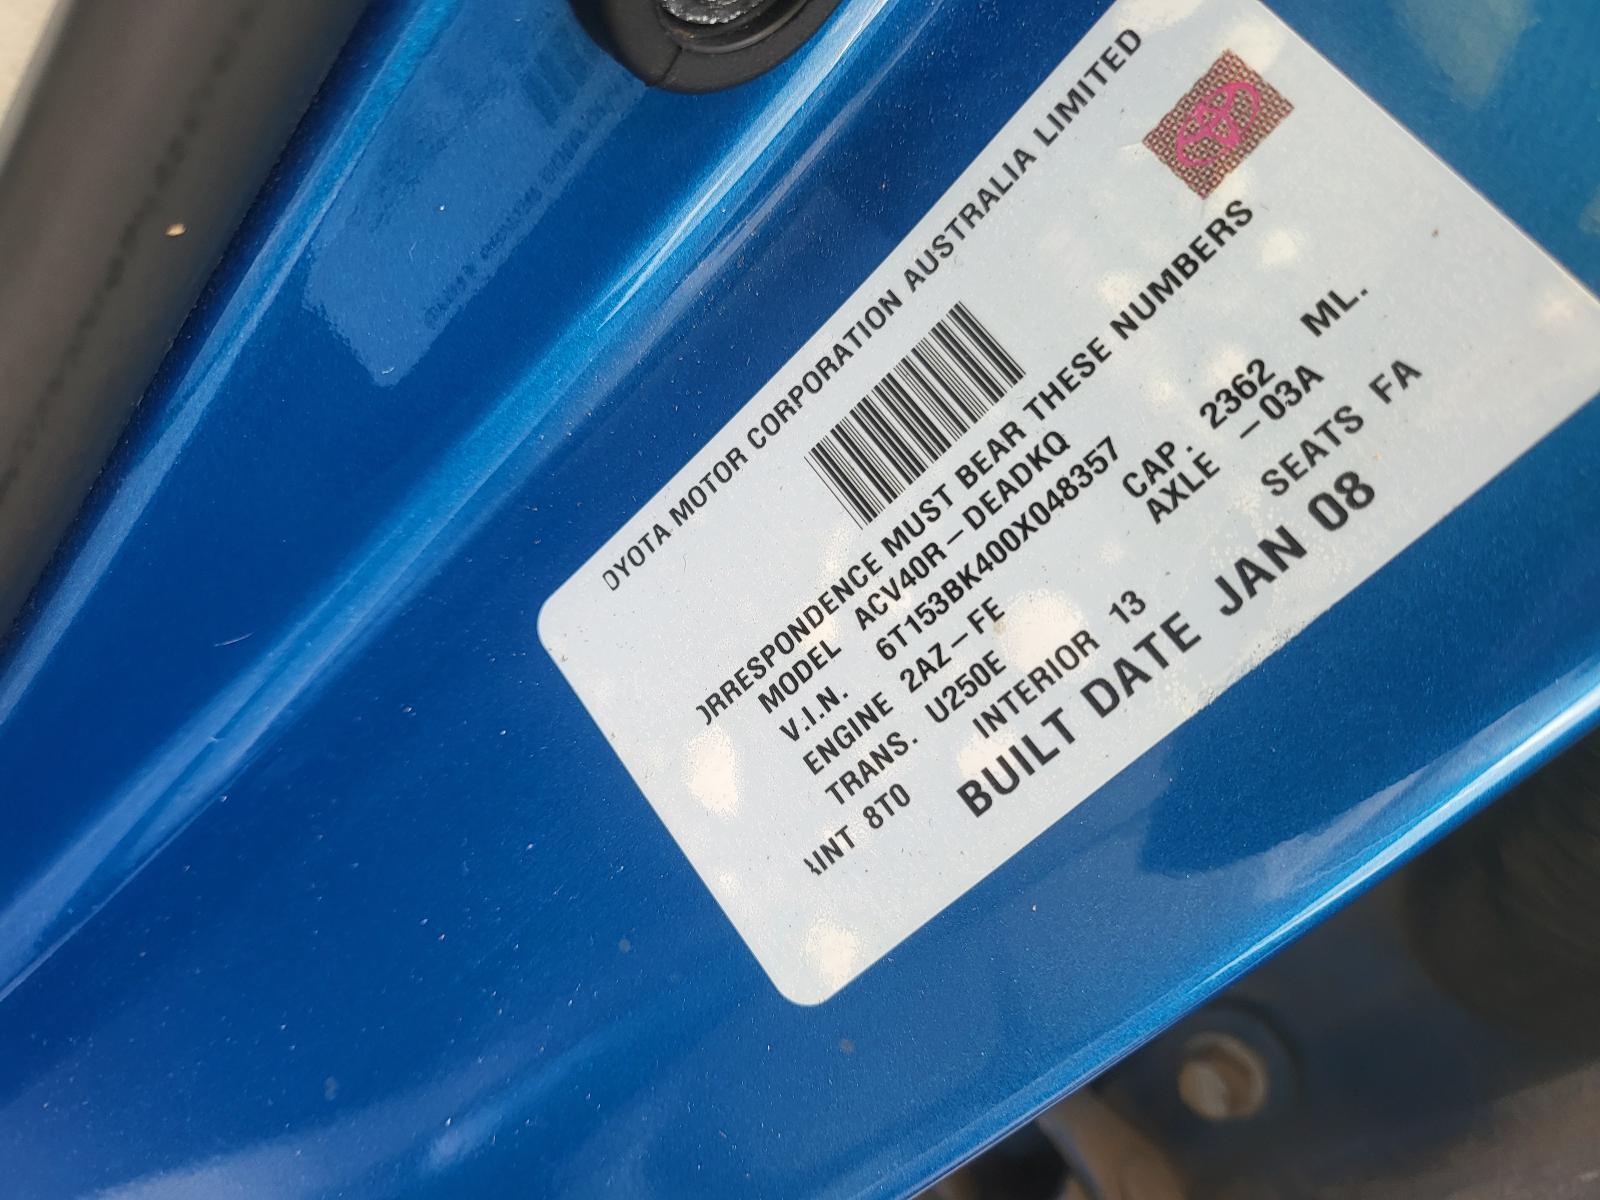 OYOTA MOTOR CORPORATION AUSTRALIA LIMITED
ORRESPONDENCE MUST BEAR THESE NUMBERS
MODEL ACV40R-DEADKQ
V.I.N. 6T153BK400X048357
ENGINE 2AZ-FE CAP. 2362 ML.
TRANS. U250E AXLE -03A
AINT 8T0 INTERIOR 13 SEATS FA
BUILT DATE JAN 08